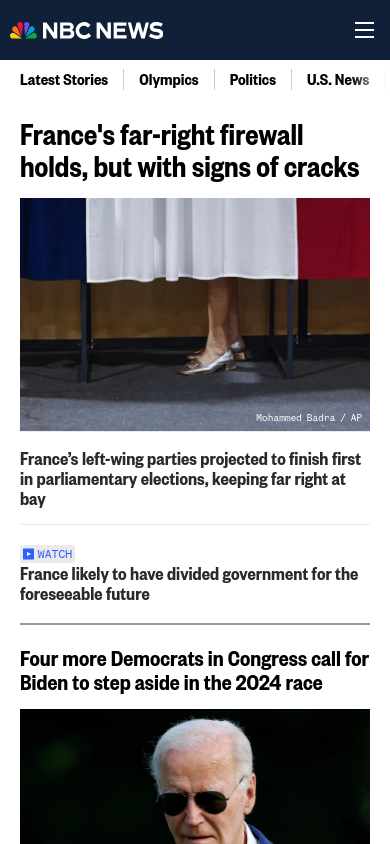 NBC NEWS
Latest Stories
Olympics
Politics
U.S. News
France's far-right firewall
holds, but with signs of cracks
Mohammed Badra / AP
France’s left-wing parties projected to finish first
in parliamentary elections, keeping far right at
bay
WATCH
France likely to have divided government for the
foreseeable future
Four more Democrats in Congress call for
Biden to step aside in the 2024 race